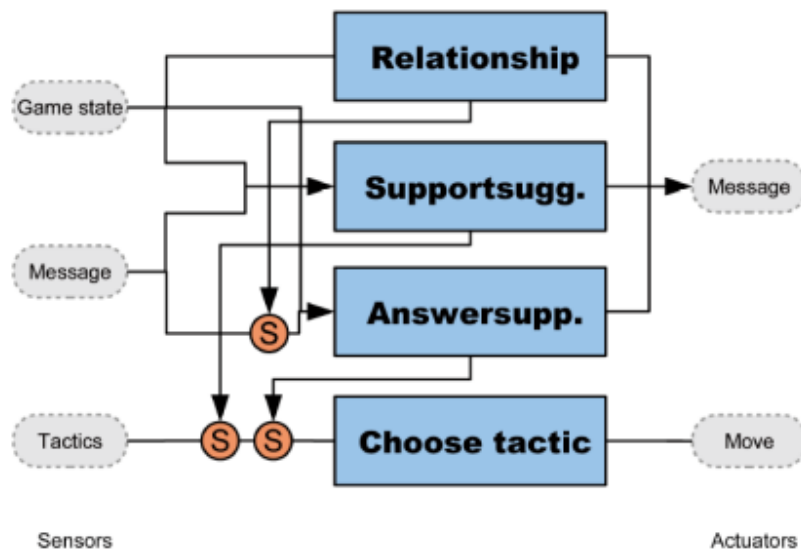 Relationship
Game state
Supportsugg.
Message
Message
Answersupp.
S
Tactics
S
S
Choose tactic
Move
Sensors
Actuators